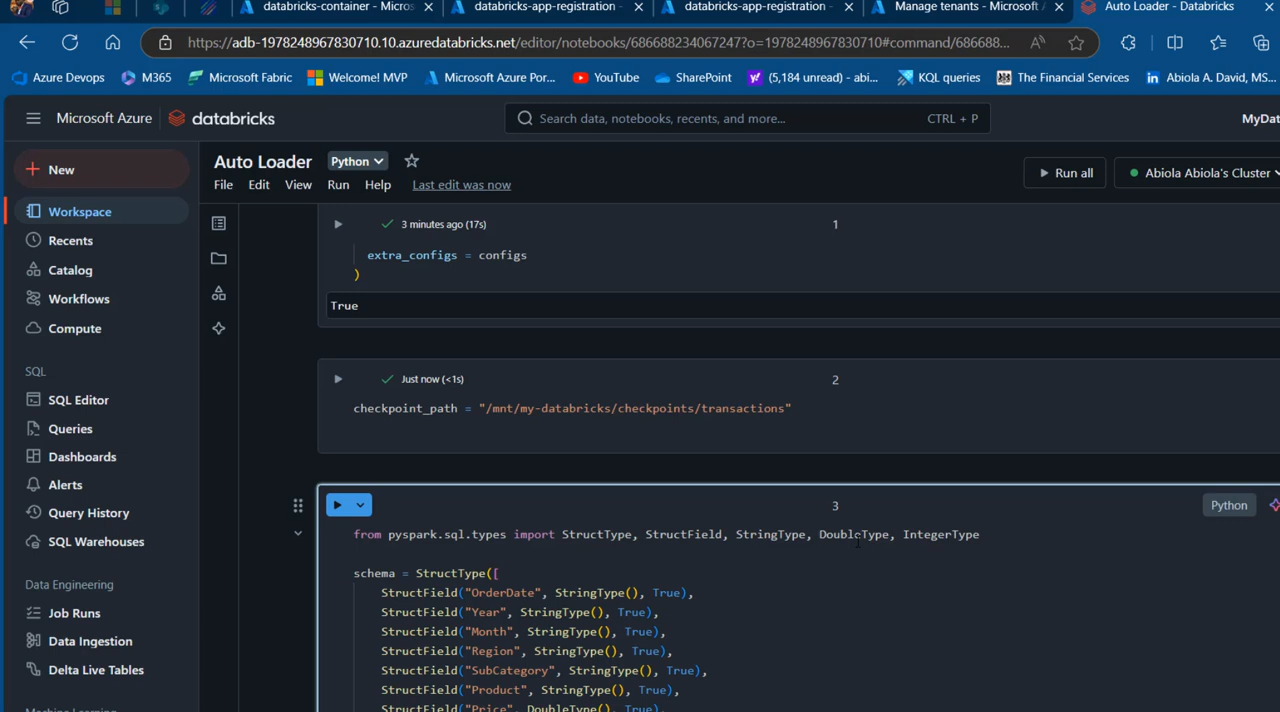 databricks-container - Micros
databricks-app-registration -
databricks-app-registration -
Manage tenants - Microsoft A
Auto Loader - Databricks
https://adb-1978248967830710.10.azuredatabricks.net/editor/notebooks/686688234067247?o=1978248967830710#command/686688...
Azure Devops
M365
Microsoft Fabric
Welcome! MVP
Microsoft Azure Por...
YouTube
SharePoint
(5,184 unread) - abi...
KQL queries
The Financial Services
Abiola A. David, MS...
Microsoft Azure
databricks
Search data, notebooks, recents, and more...
CTRL + P
MyDat
New
Workspace
Recents
Catalog
Workflows
Compute
SQL
SQL Editor
Queries
Dashboards
Alerts
Query History
SQL Warehouses
Data Engineering
Job Runs
Data Ingestion
Delta Live Tables
Auto Loader
Python
File
Edit
View
Run
Help
Last edit was now
Run all
Abiola Abiola's Cluster
3 minutes ago (17s)
1
extra_configs = configs
)
True
Just now (<1s)
2
checkpoint_path = "/mnt/my-databricks/checkpoints/transactions"
3
Python
from pyspark.sql.types import StructType, StructField, StringType, DoubleType, IntegerType
schema = StructType([
StructField("OrderDate", StringType(), True),
StructField("Year", StringType(), True),
StructField("Month", StringType(), True),
StructField("Region", StringType(), True),
StructField("SubCategory", StringType(), True),
StructField("Product", StringType(), True),
StructField("Price", DoubleType(), True),